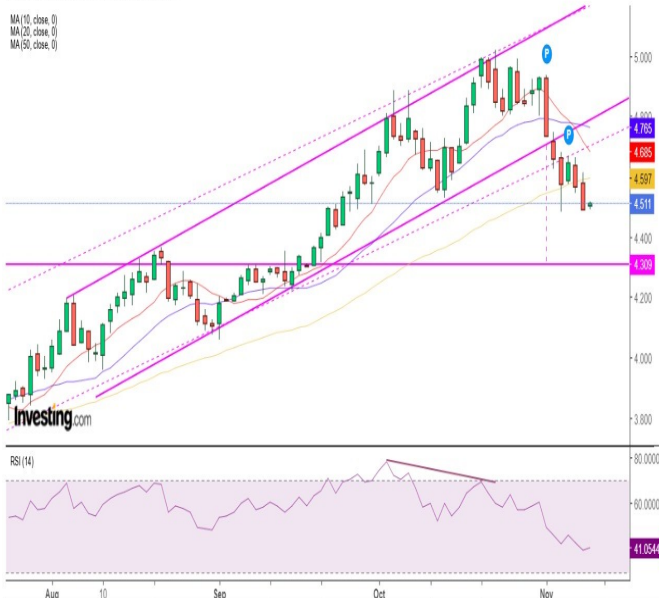 MA (10, close, 0)
MA (20, close, 0)
MA (50, close, 0)
P
P
5.000
4.765
4.685
4.597
4.511
4.400
4.309
4.200
4.000
3.800
Investing.com
RSI (14)
80.0000
60.0000
41.0544
Aug 10 Sep Oct Nov